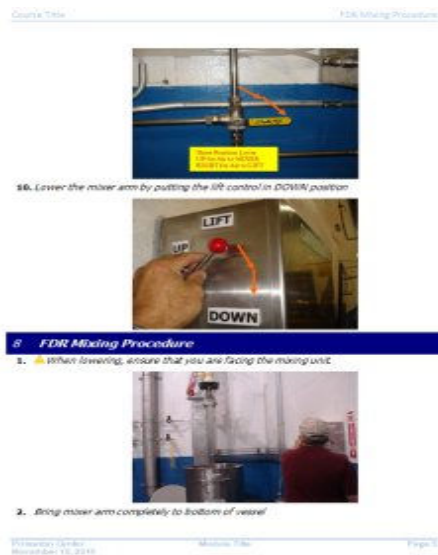 Course Title
FDR Mixing Procedure
10. Lower the mixer arm by putting the lift control in DOWN position
LIFT
UP
DOWN
8 FDR Mixing Procedure
1. When lowering, ensure that you are facing the mixing unit.
2. Bring mixer arm completely to bottom of vessel
Module Title
Page 5